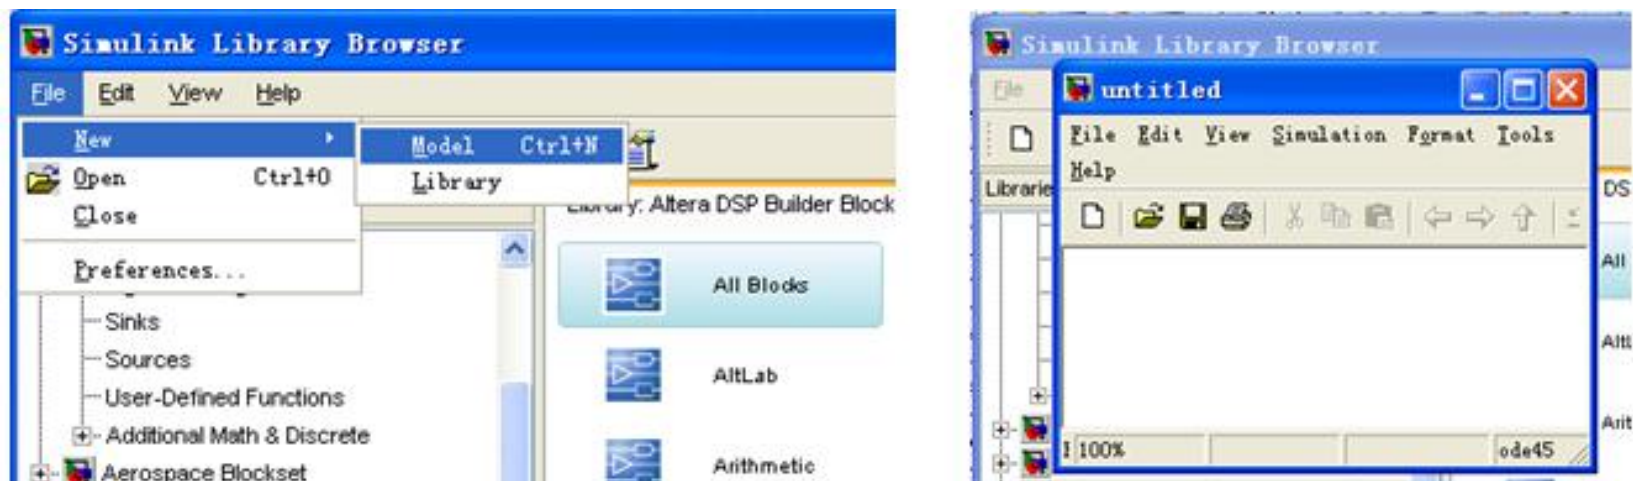 Simulink Library Browser
File Edit View Help
New
Model Ctrl+N
Open Ctrl+O
Library
Close
Library: Altera DSP Builder Block
Preferences...
All Blocks
Sinks
Sources
AltLab
User-Defined Functions
Additional Math & Discrete
Arithmetic
Aerospace Blockset
Simulink Library Browser
File
untitled
File Edit View Simulation Format Tools
Help
Librarie
DS
All
Arit
100%
ode45